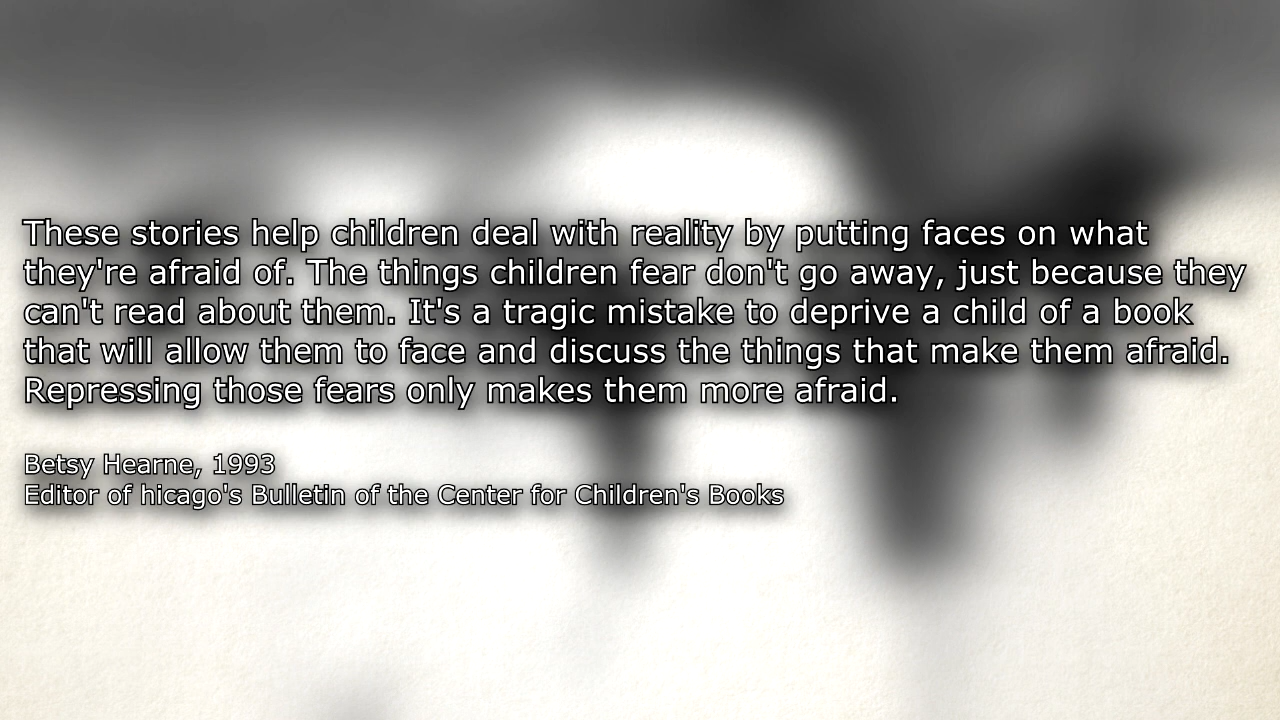 These stories help children deal with reality by putting faces on what
they're afraid of. The things children fear don't go away, just because they
can't read about them. It's a tragic mistake to deprive a child of a book
that will allow them to face and discuss the things that make them afraid.
Repressing those fears only makes them more afraid.
Betsy Hearne, 1993
Editor of hicago's Bulletin of the Center for Children's Books